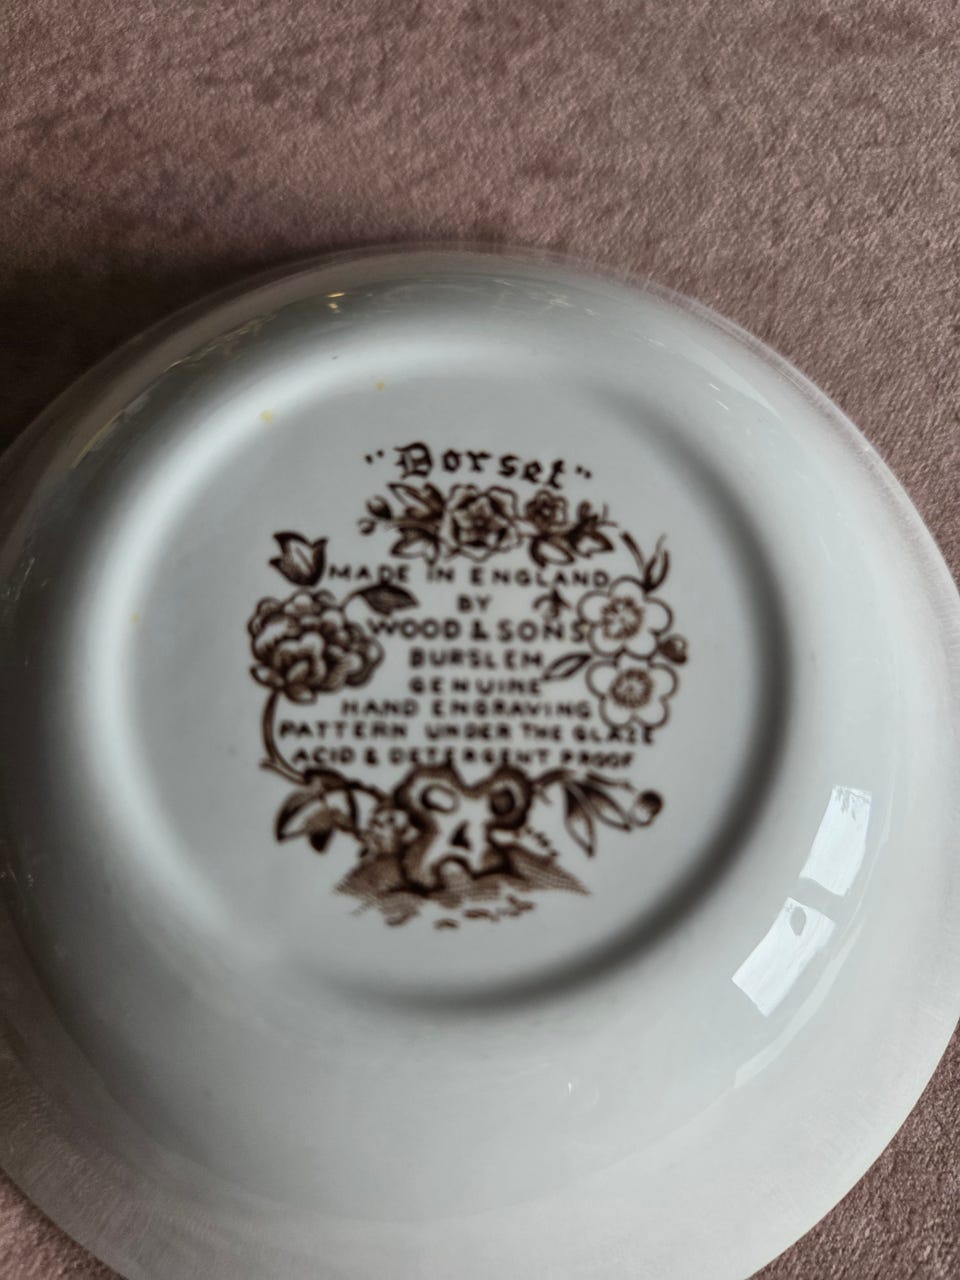 "Dorset"
MADE IN ENGLAND
BY
WOOD & SONS
BURSLEM
GENUINE
HAND ENGRAVING
PATTERN UNDER THE GLAZE
ACID & DETERGENT PROOF